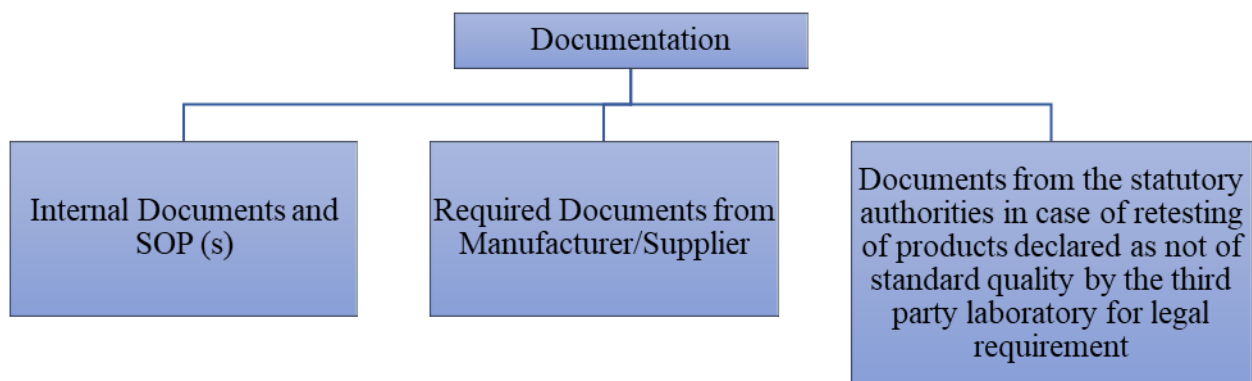 Documentation
Internal Documents and
SOP (s)
Required Documents from
Manufacturer/Supplier
Documents from the statutory
authorities in case of retesting
of products declared as not of
standard quality by the third
party laboratory for legal
requirement